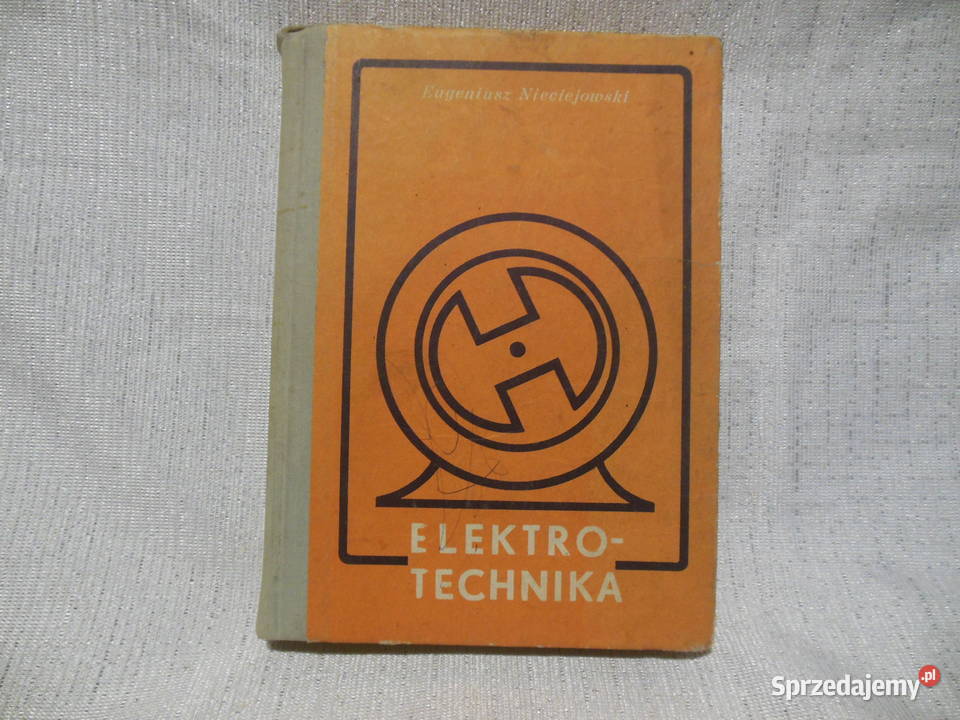 Eugeniusz Nieciejowski
ELEKTRO-
TECHNIKA
Sprzedajemy.pl